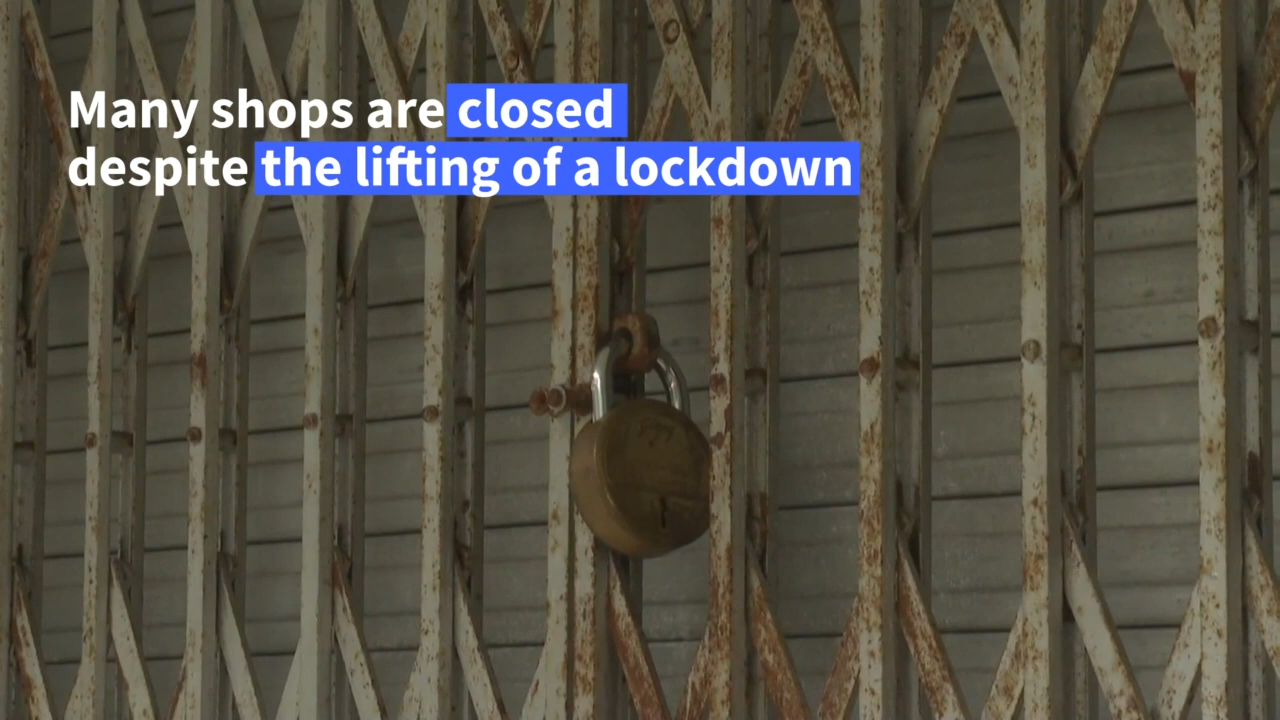 Many shops are closed
despite the lifting of a lockdown